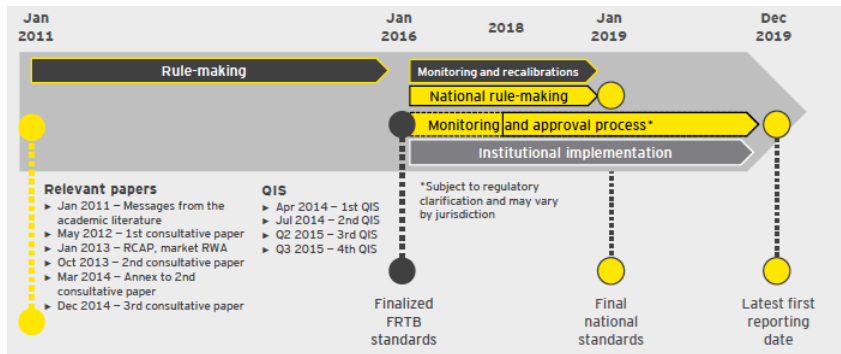 Jan
2011
Jan
2016
2018
Jan
2019
Dec
2019
Rule-making
Monitoring and recalibrations
National rule-making
Monitoring and approval process*
Institutional implementation
Relevant papers
► Jan 2011 – Messages from the
academic literature
► May 2012 – 1st consultative paper
► Jan 2013 – RCAP, market RWA
► Oct 2013 – 2nd consultative paper
► Mar 2014 – Annex to 2nd
consultative paper
► Dec 2014 – 3rd consultative paper
QIS
► Apr 2014 – 1st QIS
► Jul 2014 – 2nd QIS
► Q2 2015 – 3rd QIS
► Q3 2015 – 4th QIS
*Subject to regulatory
clarification and may vary
by jurisdiction
Finalized
FRTB
standards
Final
national
standards
Latest first
reporting
date